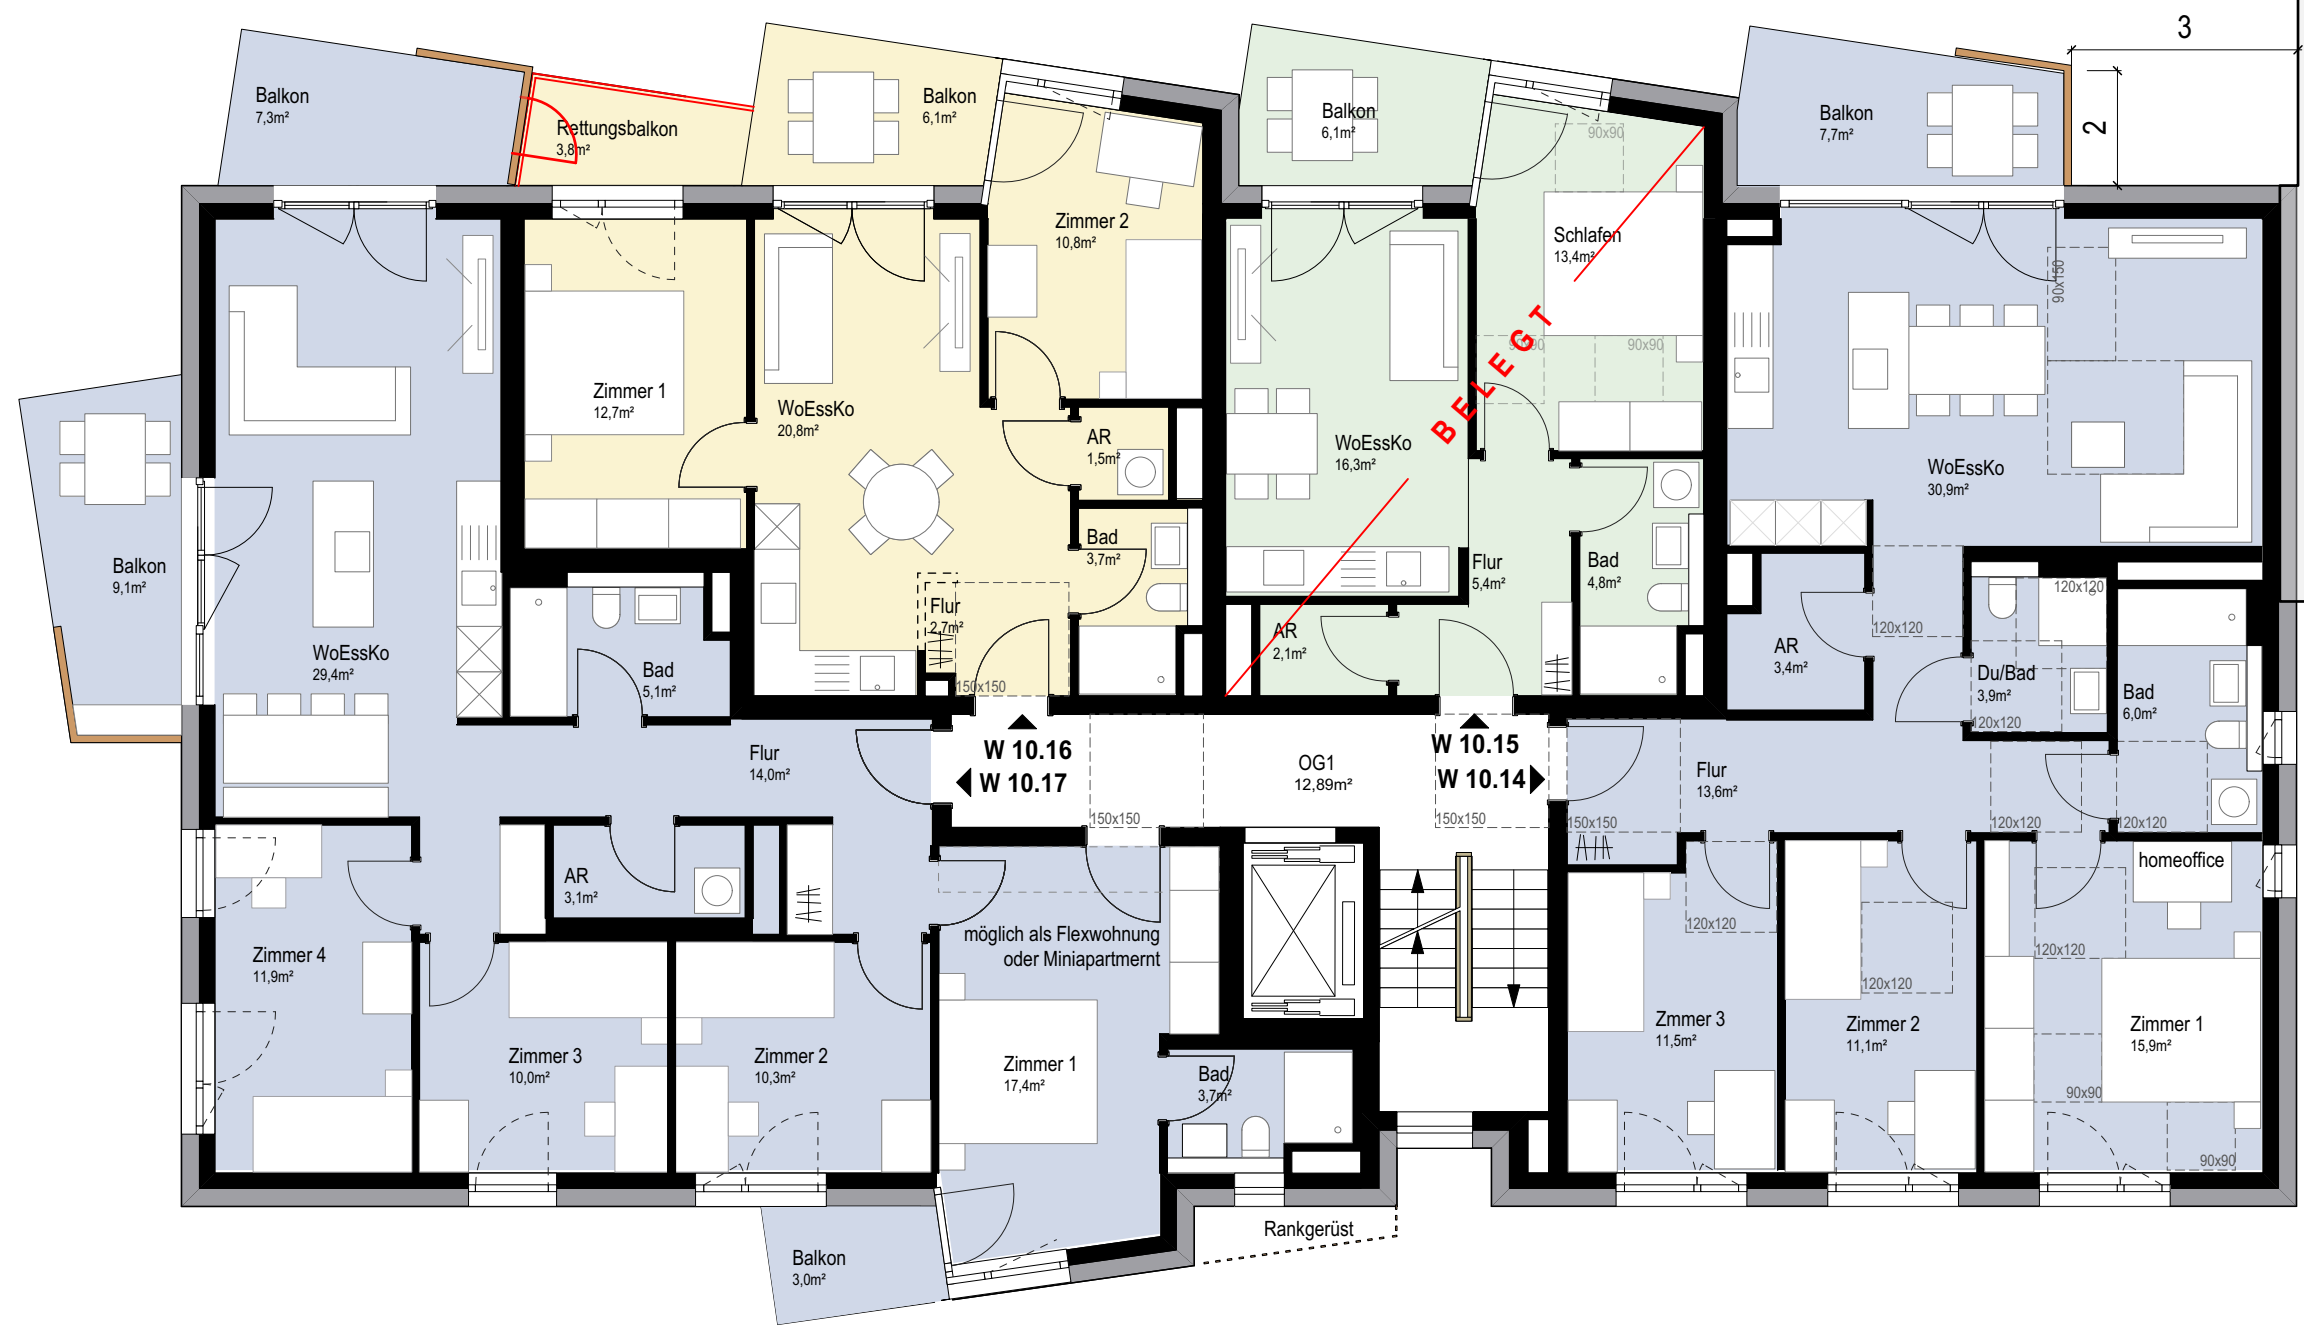 3
2
Balkon
7,3m²
Rettungsbalkon
3,8m²
Balkon
6,1m²
Balkon
6,1m²
90x90
Balkon
7,7m²
Zimmer 2
10,8m²
Schlafen
13,4m²
90x150
90x90
90x90
BELEGT
Zimmer 1
12,7m²
WoEssKo
20,8m²
AR
1,5m²
WoEssKo
16,3m²
WoEssKo
30,9m²
Balkon
9,1m²
Bad
3,7m²
Flur
2,7m²
Flur
5,4m²
Bad
4,8m²
120x120
120x120
WoEssKo
29,4m²
Bad
5,1m²
AR
2,1m²
AR
3,4m²
Du/Bad
3,9m²
120x120
Bad
6,0m²
150x150
W 10.16
W 10.17
OG1
12,89m²
W 10.15
W 10.14
Flur
14,0m²
Flur
13,6m²
150x150
150x150
150x150
120x120
120x120
AR
3,1m²
homeoffice
möglich als Flexwohnung
oder Miniapartmernt
120x120
120x120
120x120
Zimmer 4
11,9m²
Zimmer 3
10,0m²
Zimmer 2
10,3m²
Zimmer 1
17,4m²
Bad
3,7m²
Zmmer 3
11,5m²
Zimmer 2
11,1m²
Zimmer 1
15,9m²
90x90
90x90
Rankgerüst
Balkon
3,0m²